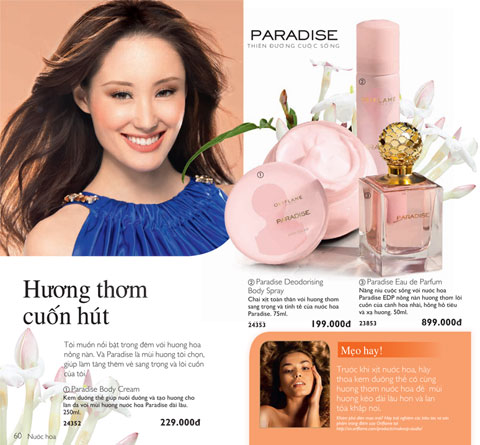 PARADISE
THIÊN ĐƯỜNG CUỘC SỐNG
②
ORIFLAME
PARADISE
①
ORIFLAME
PARADISE
③
PARADISE
Hương thơm
cuốn hút
Tôi muốn nổi bật trong đêm với hương hoa
nồng nàn. Và Paradise là mùi hương tôi chọn,
giúp làm tăng thêm vẻ sang trọng và lôi cuốn
của tôi.
① Paradise Body Cream
Kem dưỡng thể giúp nuôi dưỡng và tạo hương cho
làn da với mùi hương nước hoa Paradise dài lâu.
250ml.
24352 229.000đ
② Paradise Deodorising
Body Spray
Chai xịt toàn thân với hương thơm
sang trọng và tinh tế của nước hoa
Paradise. 75ml.
24353 199.000đ
③ Paradise Eau de Parfum
Nâng niu cuộc sống với nước hoa
Paradise EDP nồng nàn hương thơm lôi
cuốn của cành hoa nhài, hồng hổ tiêu
và xạ hương. 50ml.
23853 899.000đ
Mẹo hay!
Trước khi xịt nước hoa, hãy
thoa kem dưỡng thể có cùng
hương thơm nước hoa để mùi
hương kéo dài lâu hơn và lan
tỏa khắp nơi.
60 Nước hoa